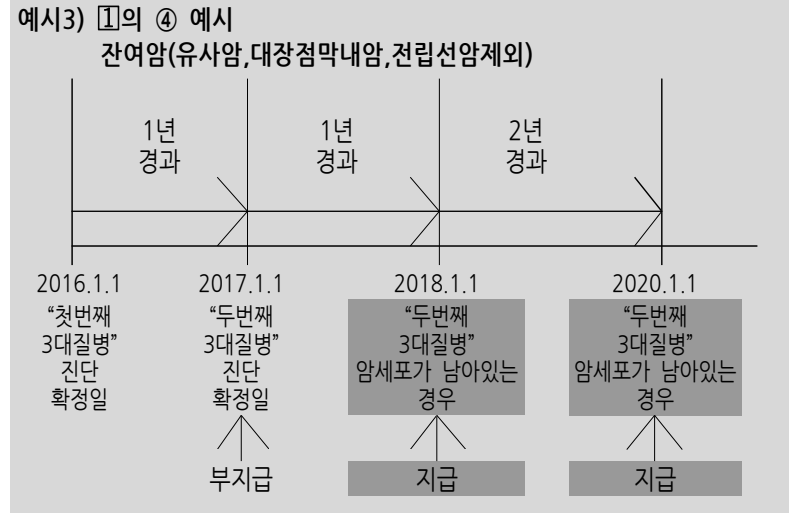 예시3) 1의 ④ 예시
잔여암(유사암,대장점막내암,전립선암제외)
1년
경과
1년
경과
2년
경과
2016.1.1
2017.1.1
2018.1.1
2020.1.1
“첫번째
3대질병”
진단
확정일
“두번째
3대질병”
진단
확정일
“두번째
3대질병”
암세포가 남아있는
경우
“두번째
3대질병”
암세포가 남아있는
경우
부지급
지급
지급